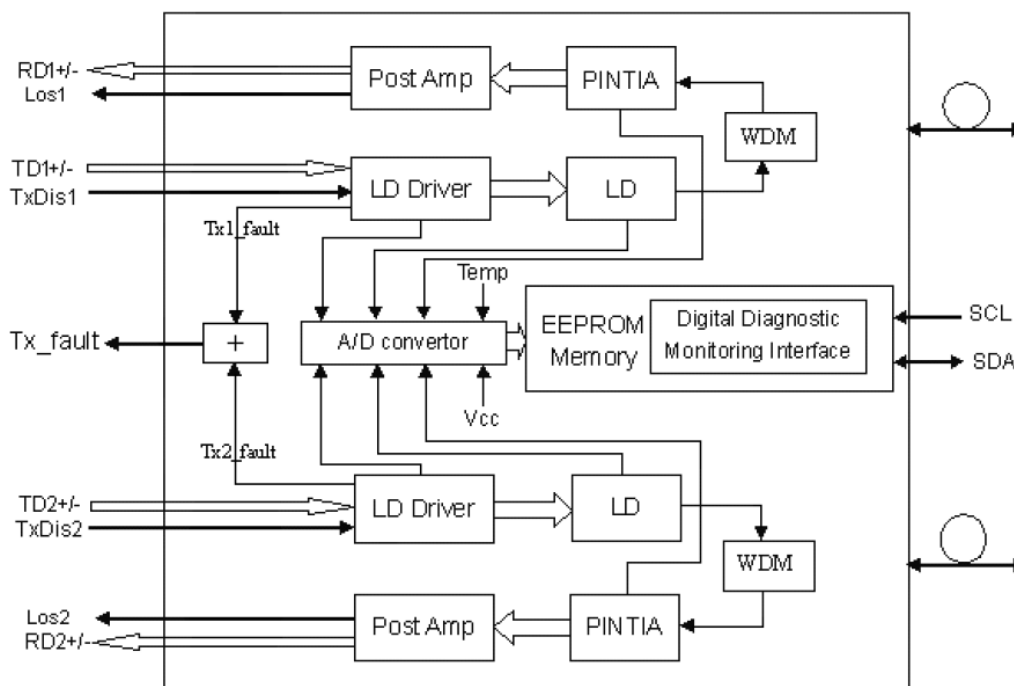 RD1+/-
Los1
Post Amp
PINTIA
WDM
TD1+/-
TxDis1
LD Driver
LD
Tx1_fault
Temp
Tx_fault
+
A/D convertor
EEPROM
Memory
Digital Diagnostic
Monitoring Interface
SCL
SDA
Vcc
Tx2_fault
TD2+/-
TxDis2
LD Driver
LD
WDM
Los2
RD2+/-
Post Amp
PINTIA